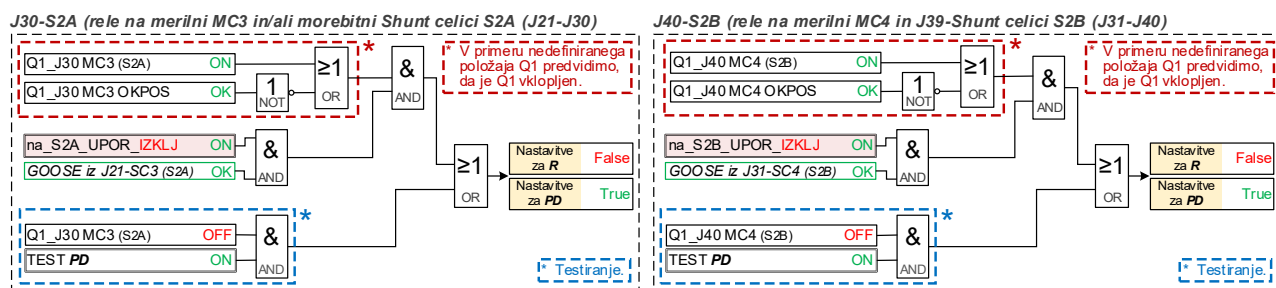 J30-S2A (rele na merilni MC3 in/ali morebitni Shunt celici S2A (J21-J30)
Q1_J30 MC3 (S2A) ON
Q1_J30 MC3 OKPOS OK
1
NOT
≥1
OR
*
&
AND
* V primeru nedefiniranega
položaja Q1 predvidimo,
da je Q1 vklopljen.
na_S2A_UPOR_IZKLJ ON
GOOSE iz J21-SC3 (S2A) OK
&
AND
≥1
OR
Nastavitve
za R
False
Nastavitve
za PD
True
Q1_J30 MC3 (S2A) OFF
TEST PD ON
&
AND
*
* Testiranje.
J40-S2B (rele na merilni MC4 in J39-Shunt celici S2B (J31-J40)
Q1_J40 MC4 (S2B) ON
Q1_J40 MC4 OKPOS OK
1
NOT
≥1
OR
*
&
AND
* V primeru nedefiniranega
položaja Q1 predvidimo,
da je Q1 vklopljen.
na_S2B_UPOR_IZKLJ ON
GOOSE iz J31-SC4 (S2B) OK
&
AND
≥1
OR
Nastavitve
za R
False
Nastavitve
za PD
True
Q1_J40 MC4 (S2B) OFF
TEST PD ON
&
AND
*
* Testiranje.